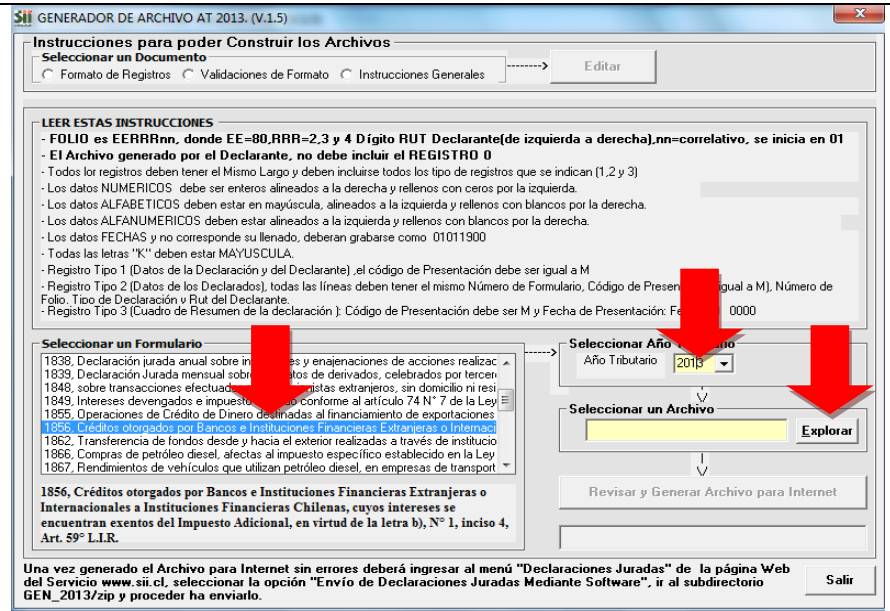 Sii GENERADOR DE ARCHIVO AT 2013. (V.1.5)
Instrucciones para poder Construir los Archivos
Seleccionar un Documento
Formato de Registros Validaciones de Formato Instrucciones Generales --------> Editar
LEER ESTAS INSTRUCCIONES
- FOLIO es EERRRnn, donde EE=80,RRR=2,3 y 4 Dígito RUT Declarante(de izquierda a derecha),nn=correlativo, se inicia en 01
- El Archivo generado por el Declarante, no debe incluir el REGISTRO 0
- Todos lor registros deben tener el Mismo Largo y deben incluirse todos los tipo de registros que se indican (1,2 y 3)
- Los datos NUMERICOS debe ser enteros alineados a la derecha y rellenos con ceros por la izquierda.
- Los datos ALFABETICOS deben estar en mayúscula, alineados a la izquierda y rellenos con blancos por la derecha.
- Los datos ALFANUMERICOS deben estar alineados a la izquierda y rellenos con blancos por la derecha.
- Los datos FECHAS y no corresponde su llenado, deberan grabarse como 01011900
- Todas las letras "K" deben estar MAYUSCULA.
- Registro Tipo 1 (Datos de la Declaración y del Declarante) ,el código de Presentación debe ser igual a M
- Registro Tipo 2 (Datos de los Declarados), todas las líneas deben tener el mismo Número de Formulario, Código de igual a M), Número de
Folio. Tipo de Declaración y Rut del Declarante.
- Registro Tipo 3 (Cuadro de Resumen de la declaración ): Código de Presentación debe ser M y Fecha de Presentación: 0000
Seleccionar un Formulario
1838, Declaración jurada anual sobre y enajenaciones de acciones realizac
1839, Declaración Jurada mensual de derivados, celebrados por tercer
1848, sobre transacciones extranjeros, sin domicilio ni resi
1849, Intereses devengados e conforme al artículo 74 N° 7 de la Ley
1855, Operaciones de Crédito de Dinero al financiamiento de exportaciones
1856, Créditos otorgados por Bancos e Instituciones Financieras Extranjeras o Internaci
1862, Transferencia de fondos desde y hacia el exterior realizadas a través de institucio
1866, Compras de petróleo diesel, afectas al impuesto específico establecido en la Ley
1867, Rendimientos de vehículos que utilizan petróleo diesel, en empresas de transport
1856, Créditos otorgados por Bancos e Instituciones Financieras Extranjeras o
Internacionales a Instituciones Financieras Chilenas, cuyos intereses se
encuentran exentos del Impuesto Adicional, en virtud de la letra b), N° 1, inciso 4,
Art. 59° L.I.R.
Seleccionar Año
Año Tributario 2013
Seleccionar un Archivo
Explorar
Revisar y Generar Archivo para Internet
Una vez generado el Archivo para Internet sin errores deberá ingresar al menú "Declaraciones Juradas" de la página Web
del Servicio www.sii.cl, seleccionar la opción "Envío de Declaraciones Juradas Mediante Software", ir al subdirectorio
GEN_2013/zip y proceder ha enviarlo.
Salir